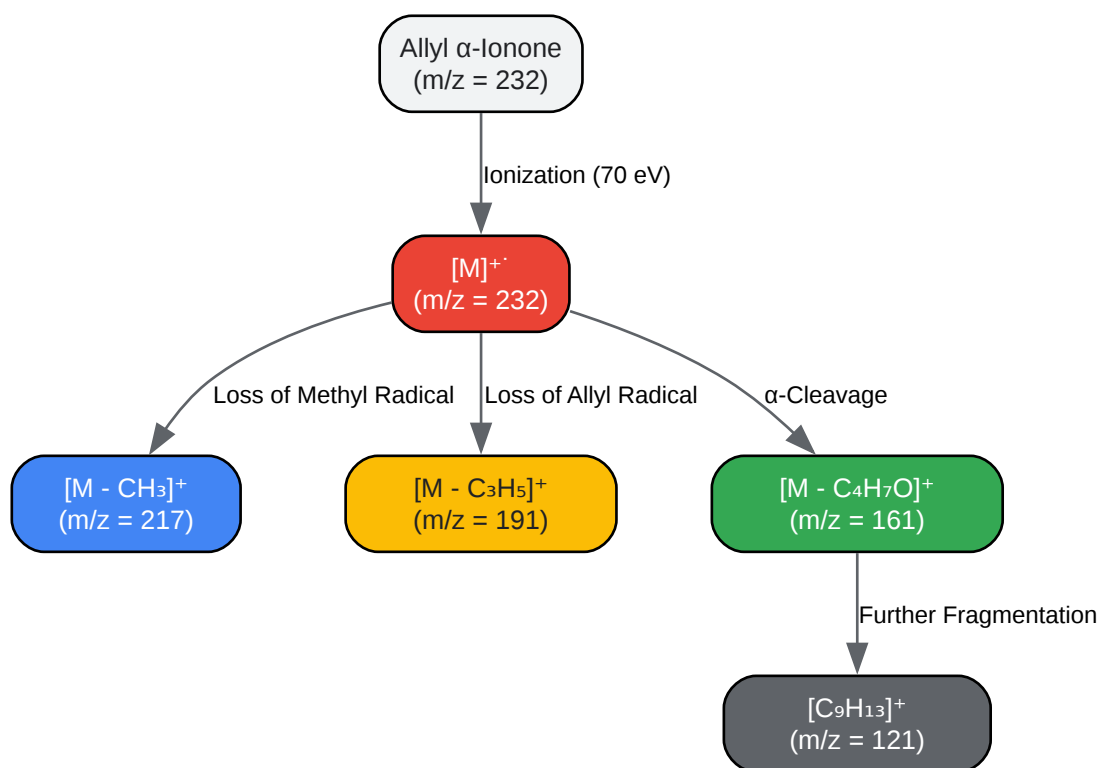 Allyl α-Ionone
(m/z = 232)
Ionization (70 eV)
[M]⁺˙
(m/z = 232)
Loss of Methyl Radical
Loss of Allyl Radical
α-Cleavage
[M - CH₃]⁺
(m/z = 217)
[M - C₃H₅]⁺
(m/z = 191)
[M - C₄H₇O]⁺
(m/z = 161)
Further Fragmentation
[C₉H₁₃]⁺
(m/z = 121)